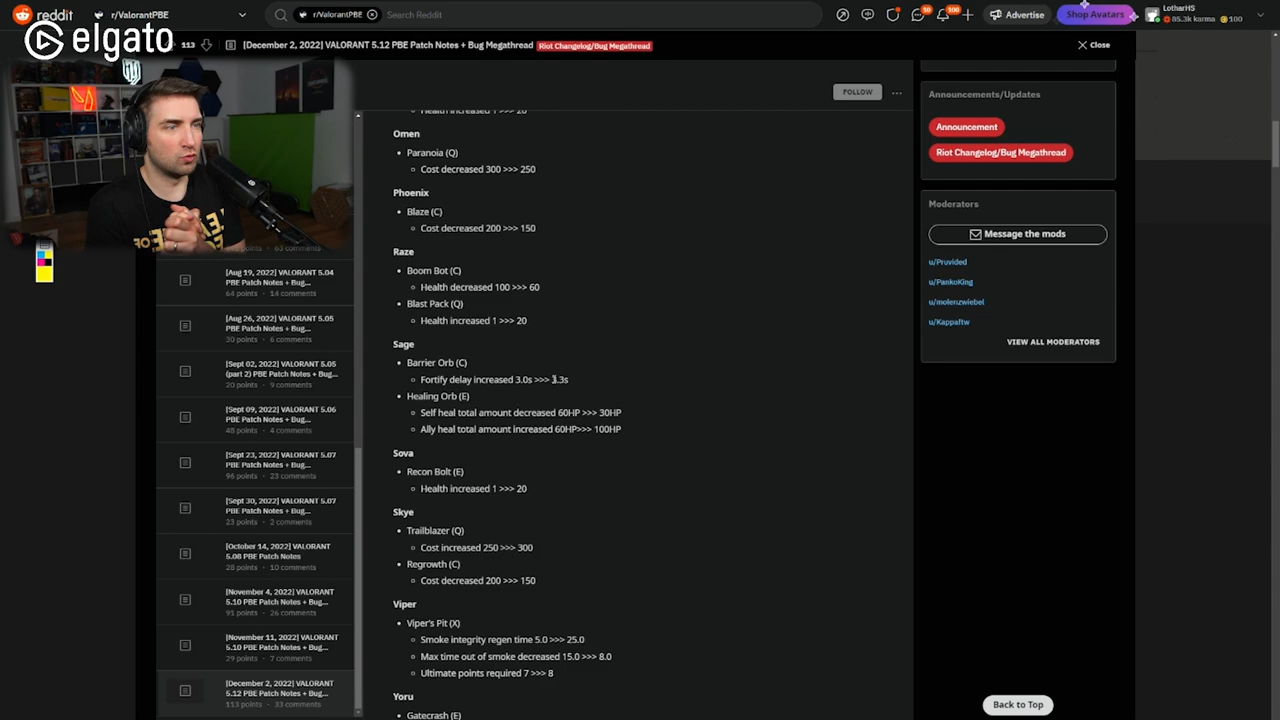 reddit
r/ValorantPBE
r/ValorantPBE
Search Reddit
Advertise
Shop Avatars
LotharHS
85.3k karma
100
elgato
113
[December 2, 2022] VALORANT 5.12 PBE Patch Notes + Bug Megathread
Riot Changelog/Bug Megathread
Close
FOLLOW
Health increased 1 >>> 20
Omen
Paranoia (Q)
Cost decreased 300 >>> 250
Phoenix
Blaze (C)
Cost decreased 200 >>> 150
Raze
Boom Bot (C)
Health decreased 100 >>> 60
Blast Pack (Q)
Health increased 1 >>> 20
Sage
Barrier Orb (C)
Fortify delay increased 3.0s >>> 3.3s
Healing Orb (E)
Self heal total amount decreased 60HP >>> 30HP
Ally heal total amount increased 60HP>>> 100HP
Sova
Recon Bolt (E)
Health increased 1 >>> 20
Skye
Trailblazer (Q)
Cost increased 250 >>> 300
Regrowth (C)
Cost decreased 200 >>> 150
Viper
Viper's Pit (X)
Smoke integrity regen time 5.0 >>> 25.0
Max time out of smoke decreased 15.0 >>> 8.0
Ultimate points required 7 >>> 8
Yoru
Gatecrash (E)
63 comments
[Aug 19, 2022] VALORANT 5.04
PBE Patch Notes + Bug...
64 points · 14 comments
[Aug 26, 2022] VALORANT 5.05
PBE Patch Notes + Bug...
30 points · 6 comments
[Sept 02, 2022] VALORANT 5.05
(part 2) PBE Patch Notes + Bug...
20 points · 9 comments
[Sept 09, 2022] VALORANT 5.06
PBE Patch Notes + Bug...
48 points · 4 comments
[Sept 23, 2022] VALORANT 5.07
PBE Patch Notes + Bug...
96 points · 23 comments
[Sept 30, 2022] VALORANT 5.07
PBE Patch Notes + Bug...
23 points · 2 comments
[October 14, 2022] VALORANT
5.08 PBE Patch Notes
28 points · 10 comments
[November 4, 2022] VALORANT
5.10 PBE Patch Notes + Bug...
91 points · 26 comments
[November 11, 2022] VALORANT
5.10 PBE Patch Notes + Bug...
29 points · 7 comments
[December 2, 2022] VALORANT
5.12 PBE Patch Notes + Bug...
113 points · 33 comments
Announcements/Updates
Announcement
Riot Changelog/Bug Megathread
Moderators
Message the mods
u/Pruvided
u/PankoKing
u/molenzwiebel
u/Kappaftw
VIEW ALL MODERATORS
Back to Top